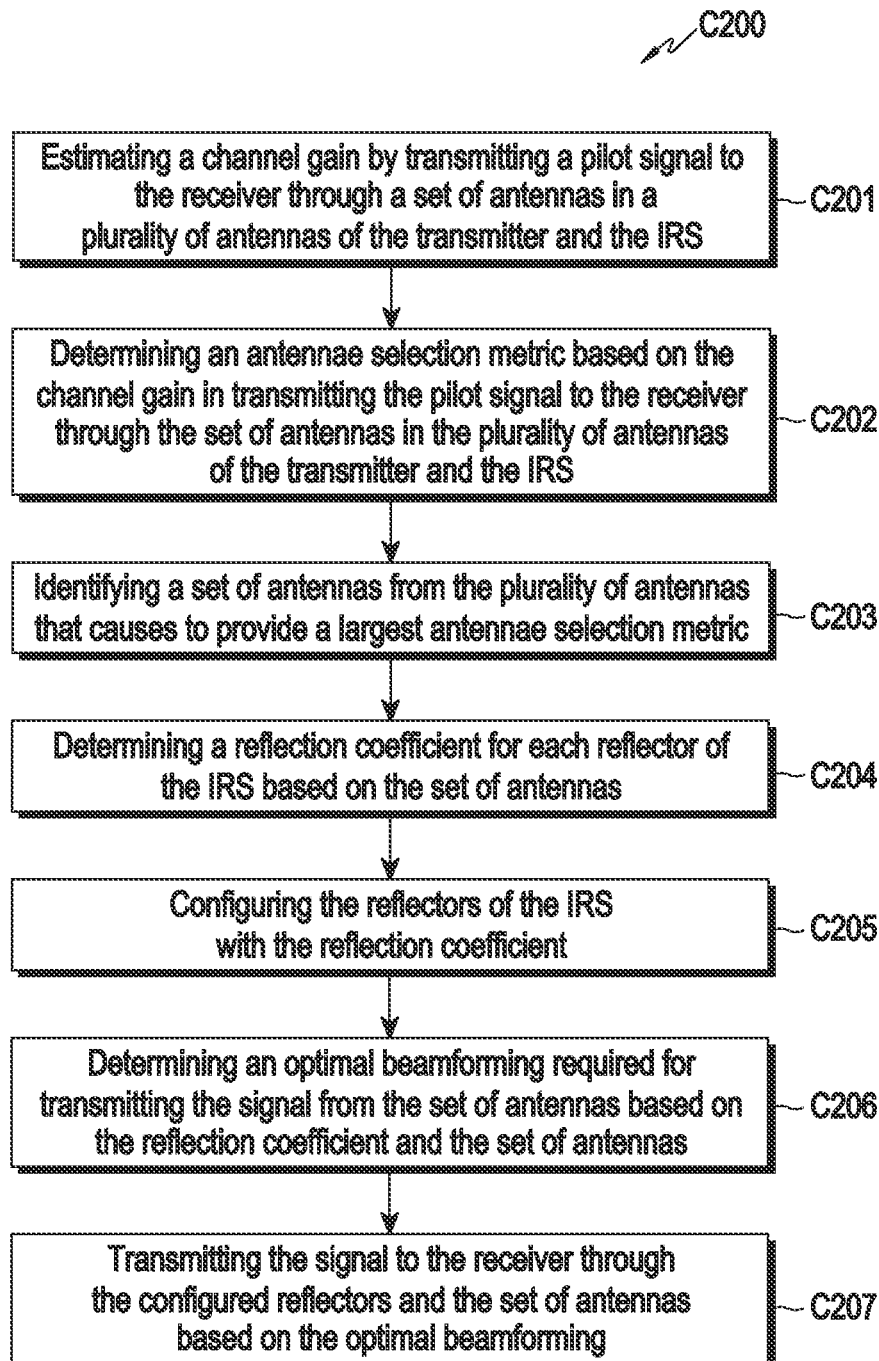 C200
Estimating a channel gain by transmitting a pilot signal to
the receiver through a set of antennas in a
plurality of antennas of the transmitter and the IRS
C201
Determining an antennae selection metric based on the
channel gain in transmitting the pilot signal to the receiver
through the set of antennas in the plurality of antennas
of the transmitter and the IRS
C202
Identifying a set of antennas from the plurality of antennas
that causes to provide a largest antennae selection metric
C203
Determining a reflection coefficient for each reflector of
the IRS based on the set of antennas
C204
Configuring the reflectors of the IRS
with the reflection coefficient
C205
Determining an optimal beamforming required for
transmitting the signal from the set of antennas based on
the reflection coefficient and the set of antennas
C206
Transmitting the signal to the receiver through
the configured reflectors and the set of antennas
based on the optimal beamforming
C207